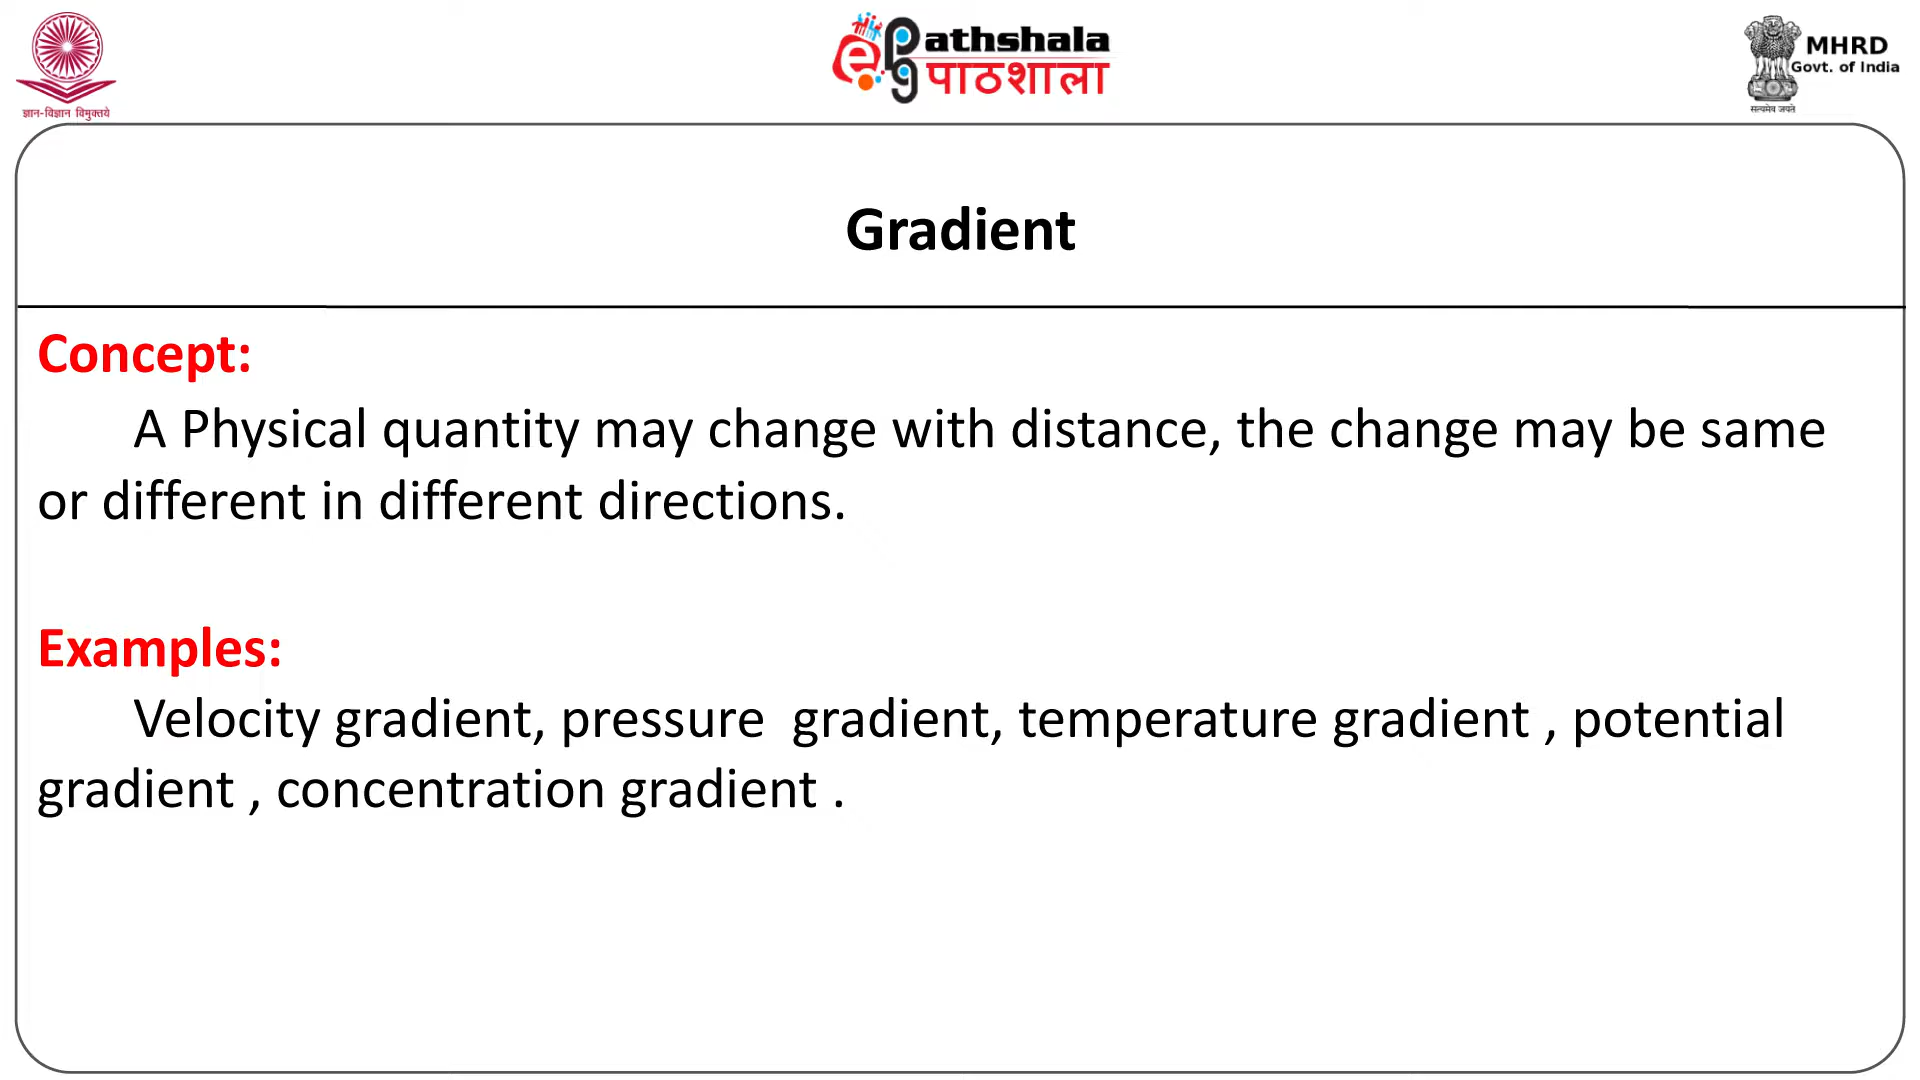 ज्ञान-विज्ञान विमुक्तये
ePathshala
पाठशाला
MHRD
Govt. of India
सत्यमेव जयते
Gradient
Concept:
A Physical quantity may change with distance, the change may be same
or different in different directions.
Examples:
Velocity gradient, pressure  gradient, temperature gradient , potential
gradient , concentration gradient .